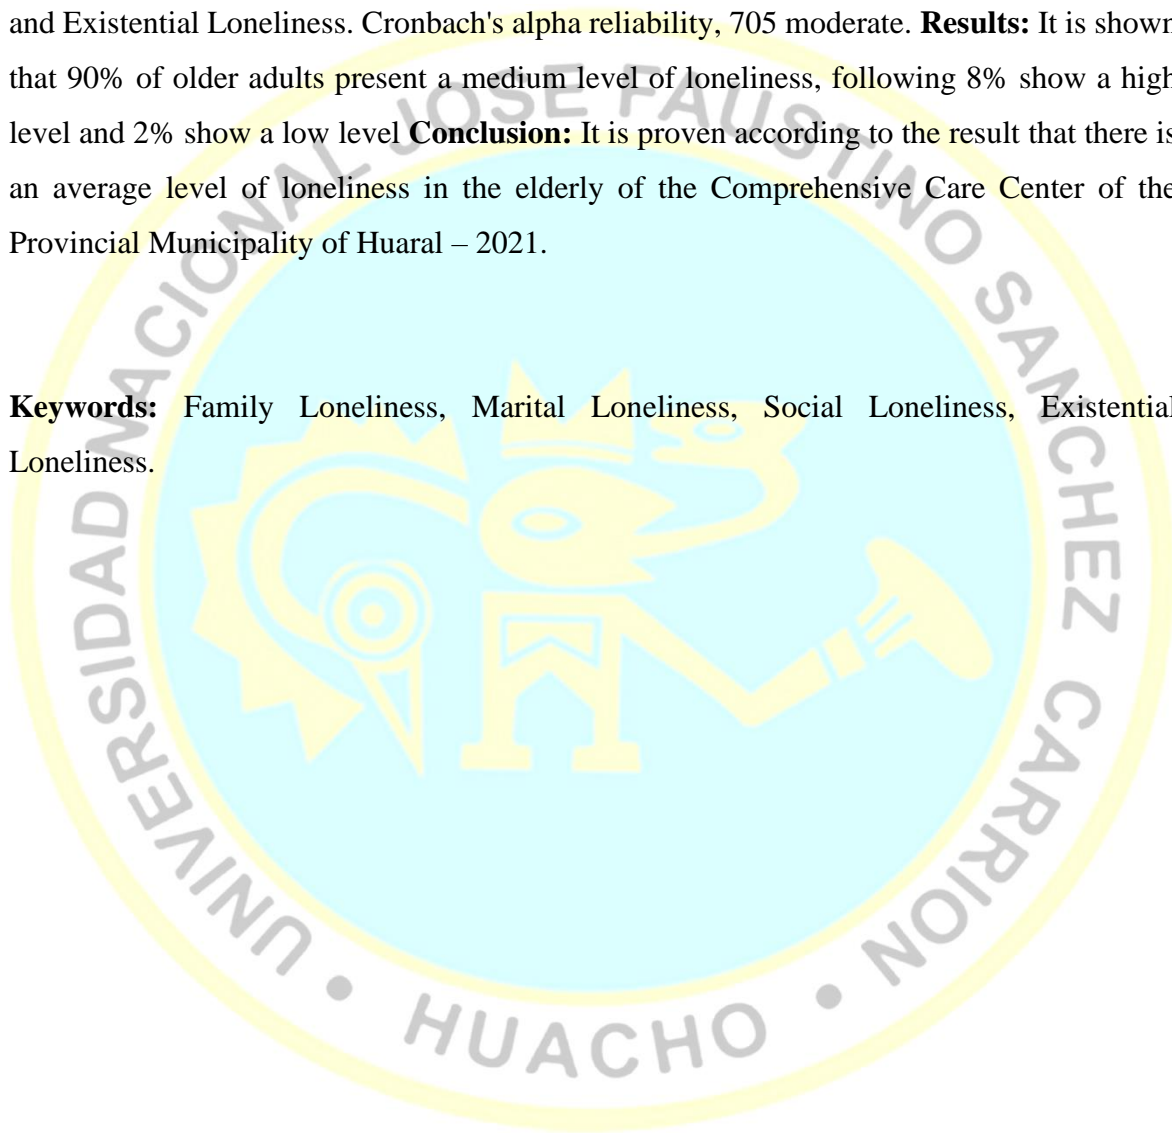 and Existential Loneliness. Cronbach's alpha reliability, 705 moderate. Results: It is shown
that 90% of older adults present a medium level of loneliness, following 8% show a high
level and 2% show a low level Conclusion: It is proven according to the result that there is
an average level of loneliness in the elderly of the Comprehensive Care Center of the
Provincial Municipality of Huaral – 2021.
Keywords: Family Loneliness, Marital Loneliness, Social Loneliness, Existential
Loneliness.
UNIVERSIDAD NACIONAL JOSE FAUSTINO SANCHEZ CARRION • HUACHO •